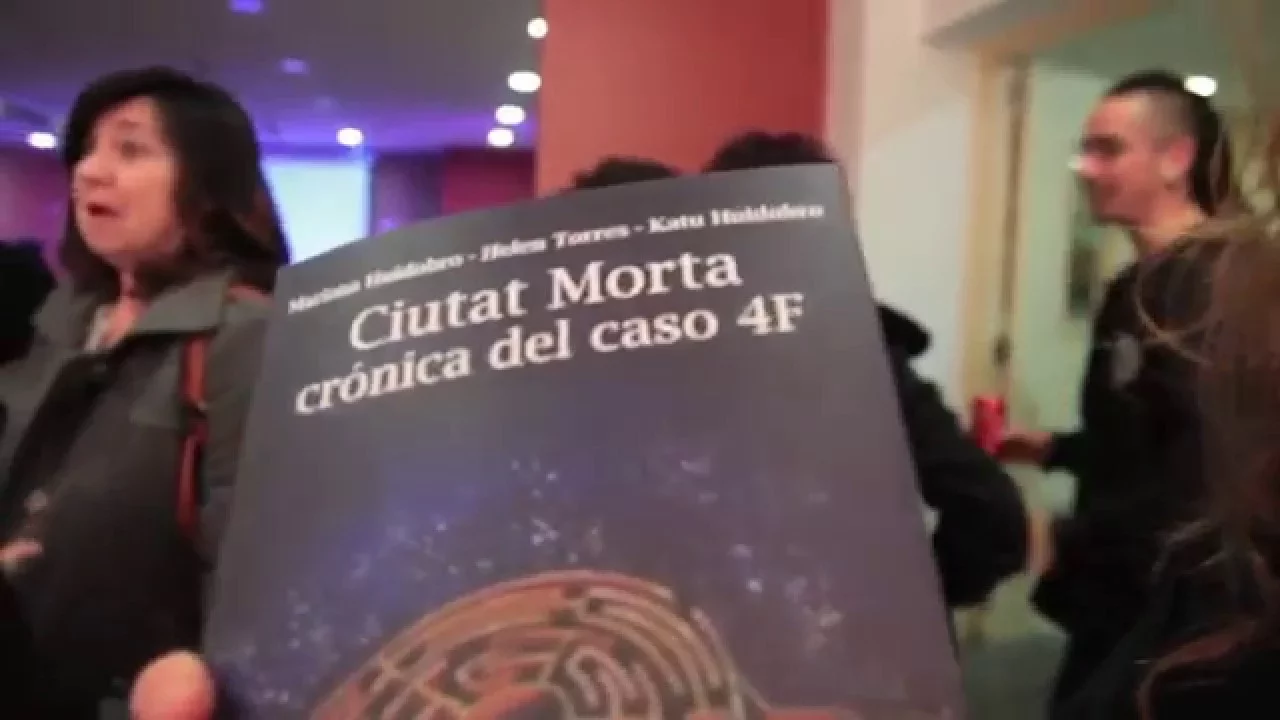 Mariana Huidobro - Helen Torres - Katu Huidobro
Ciutat Morta
crónica del caso 4F